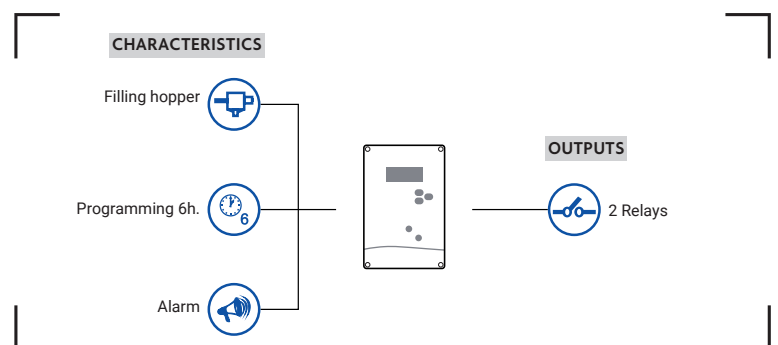 CHARACTERISTICS
Filling hopper
Programming 6h.
6
Alarm
OUTPUTS
2 Relays